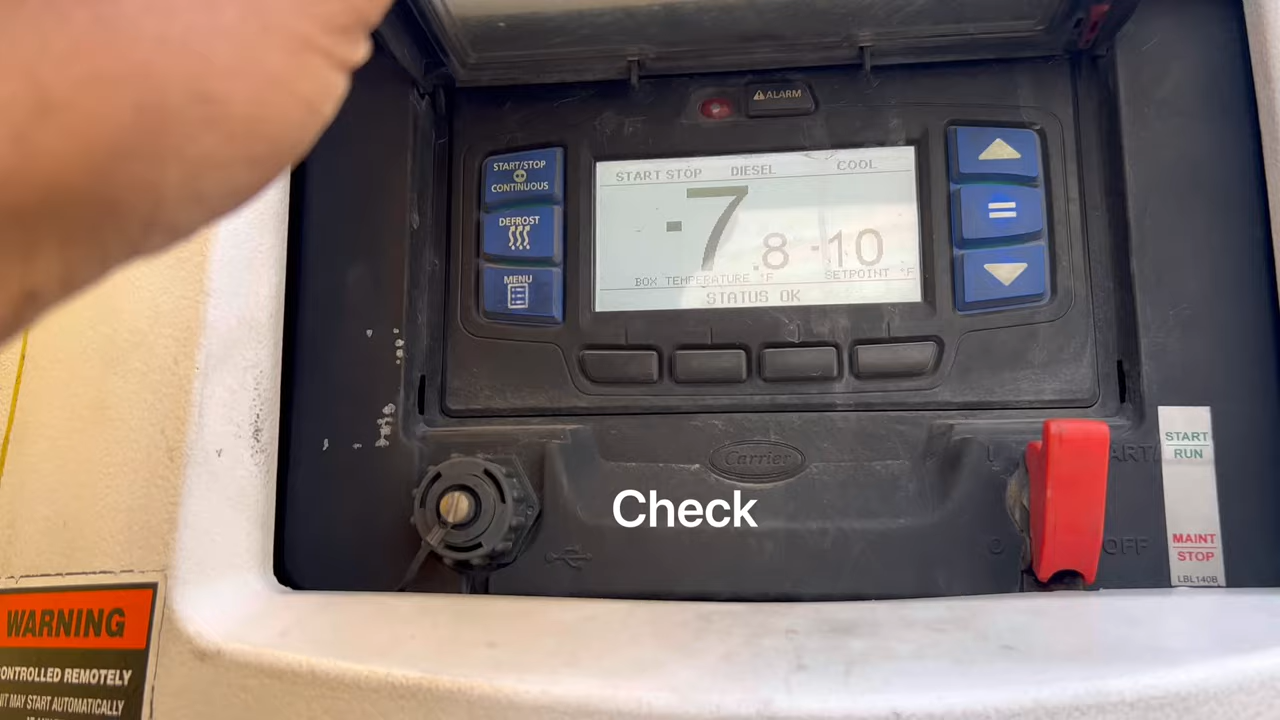 ALARM
START/STOP
CONTINUOUS
DEFROST
MENU
START STOP DIESEL COOL
-7.8 -10
BOX TEMPERATURE °F SETPOINT °F
STATUS OK
Carrier
Check
I
START
RUN
O OFF
MAINT
STOP
LBL140B
WARNING
CONTROLLED REMOTELY
MAY START AUTOMATICALLY